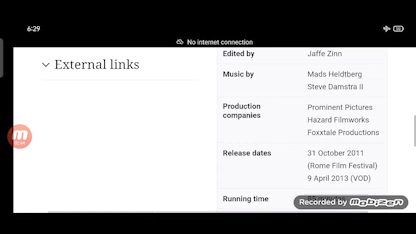 6:29
No internet connection
External links
Edited by
Jaffe Zinn
Music by
Mads Heldtberg
Steve Damstra II
Production
companies
Prominent Pictures
Hazard Filmworks
Foxxtale Productions
Release dates
31 October 2011
(Rome Film Festival)
9 April 2013 (VOD)
Running time
Recorded by mobizen